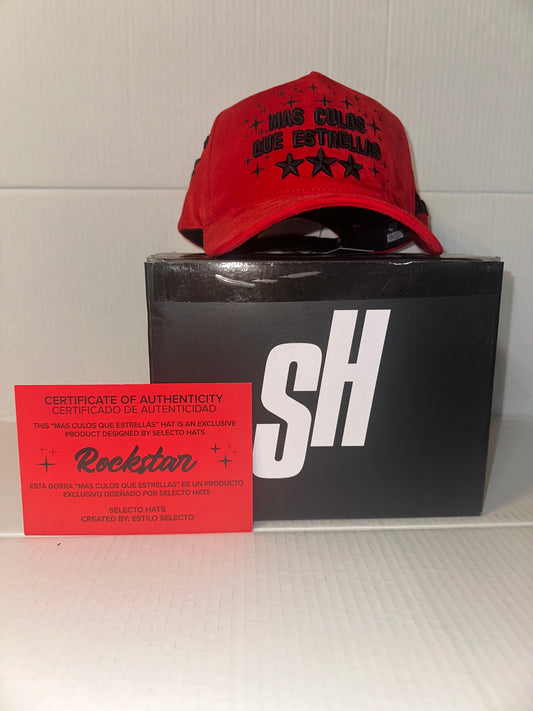 MAS CULOS
QUE ESTRELLAS
SH
CERTIFICATE OF AUTHENTICITY
CERTIFICADO DE AUTENTICIDAD
THIS "MAS CULOS QUE ESTRELLAS" HAT IS AN EXCLUSIVE
PRODUCT DESIGNED BY SELECTO HATS
Rockstar
ESTA GORRA "MAS CULOS QUE ESTRELLAS" ES UN PRODUCTO
EXCLUSIVO DISEÑADO POR SELECTO HATS
SELECTO HATS
CREATED BY: ESTILO SELECTO